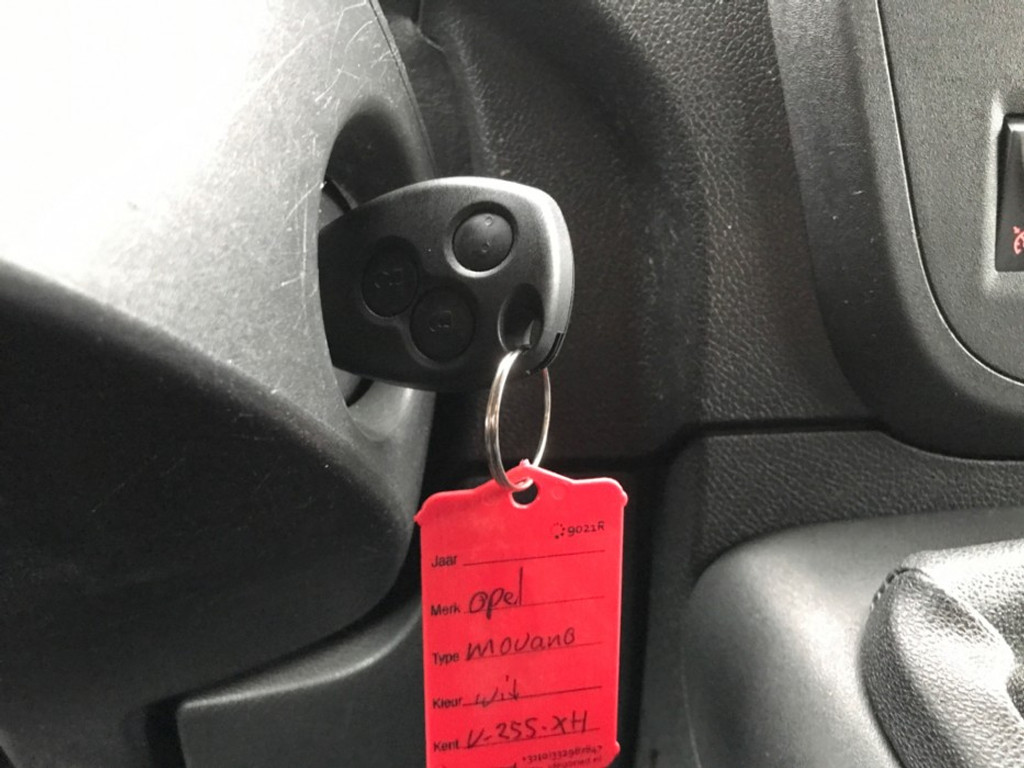 9021R
Jaar
Merk Opel
Type Movano
Kleur wit
Kent V-255-XH